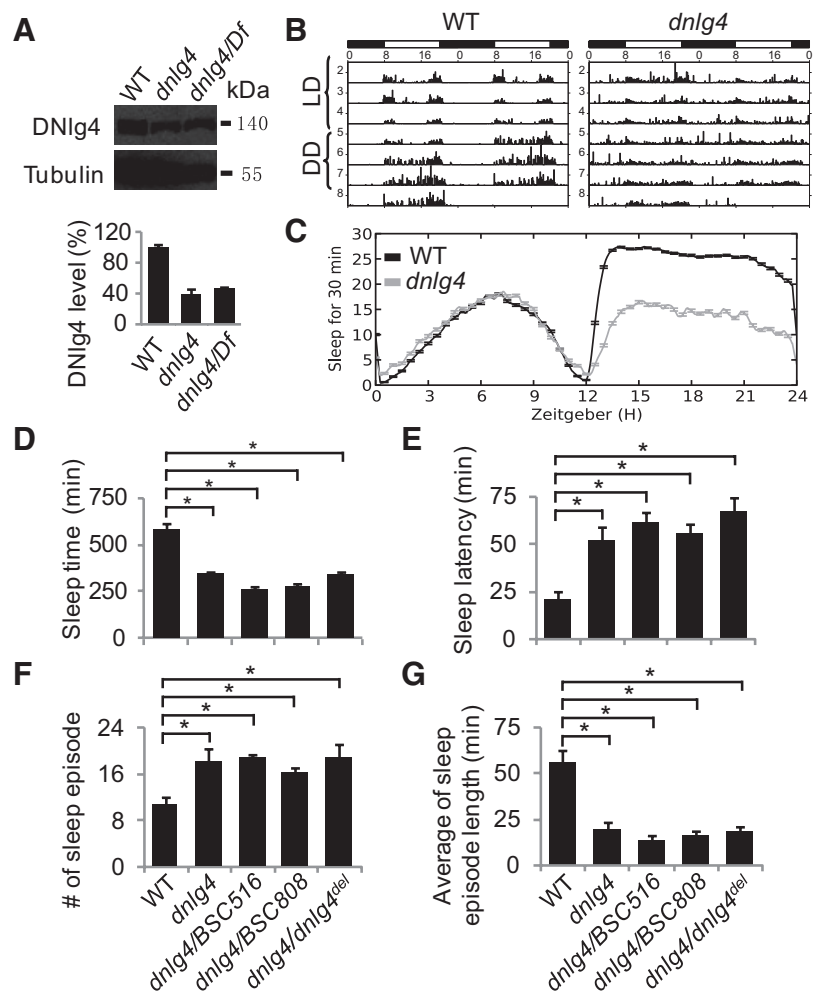 A
WT
dnlg4
dnlg4/Df
kDa
DNlg4
140
Tubulin
55
DNlg4 level (%)
120
80
40
0
WT
dnlg4
dnlg4/Df
B
WT
dnlg4
0 8 16 0 8 16 0
0 8 16 0 8 16 0
LD
DD
2
3
4
5
6
7
8
2
3
4
5
6
7
8
C
Sleep for 30 min
30
25
20
15
10
5
0
WT
dnlg4
0 3 6 9 12 15 18 21 24
Zeitgeber (H)
D
Sleep time (min)
750
500
250
0
* * * *
E
Sleep latency (min)
75
50
25
0
* * * *
F
# of sleep episode
24
16
8
0
* * * *
WT
dnlg4
dnlg4/BSC516
dnlg4/BSC808
dnlg4/dnlg4del
G
Average of sleep
episode length (min)
75
50
25
0
* * * *
WT
dnlg4
dnlg4/BSC516
dnlg4/BSC808
dnlg4/dnlg4del